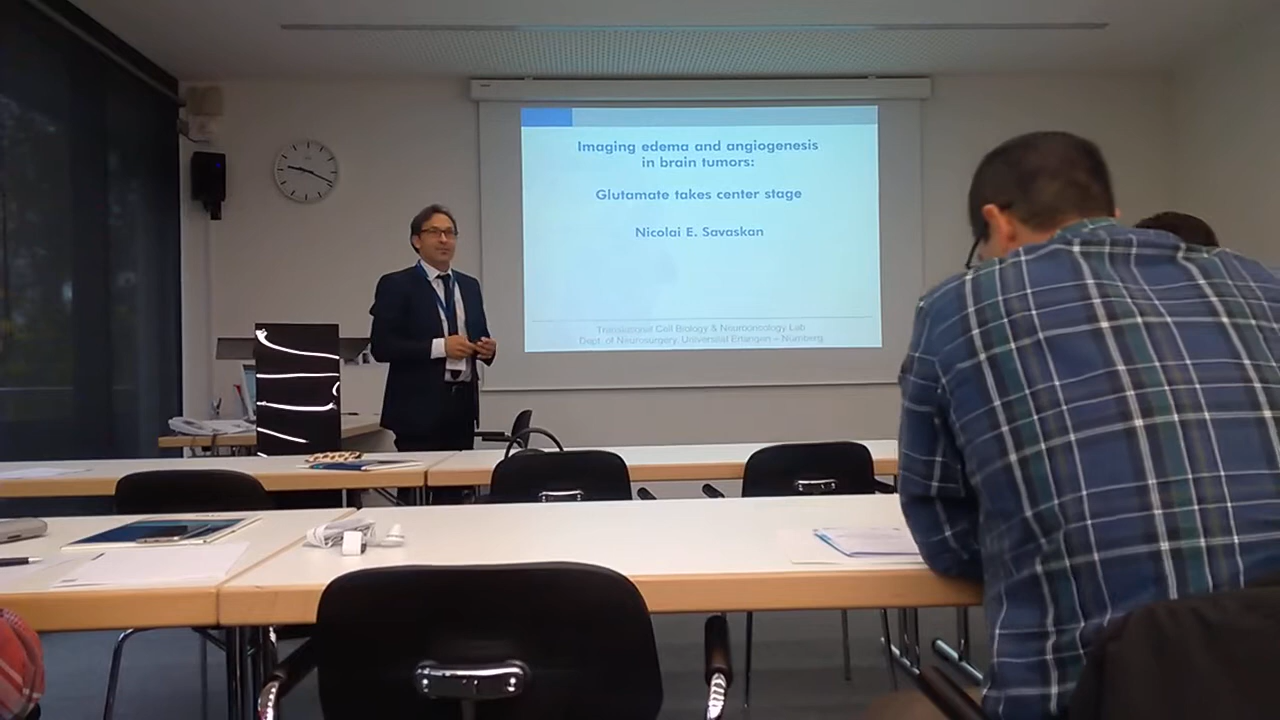 Imaging edema and angiogenesis
in brain tumors:
Glutamate takes center stage
Nicolai E. Savaskan
Translational Cell Biology & Neurooncology Lab
Dept. of Neurosurgery, Universität Erlangen – Nürnberg